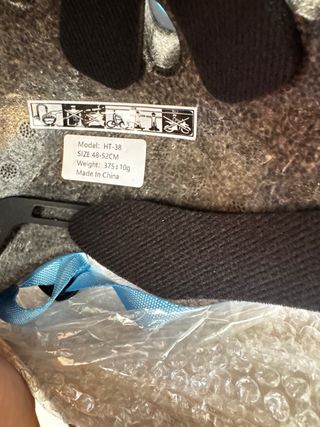 Model: HT-38
SIZE 48-52CM
Weight: 375±10g
Made In China